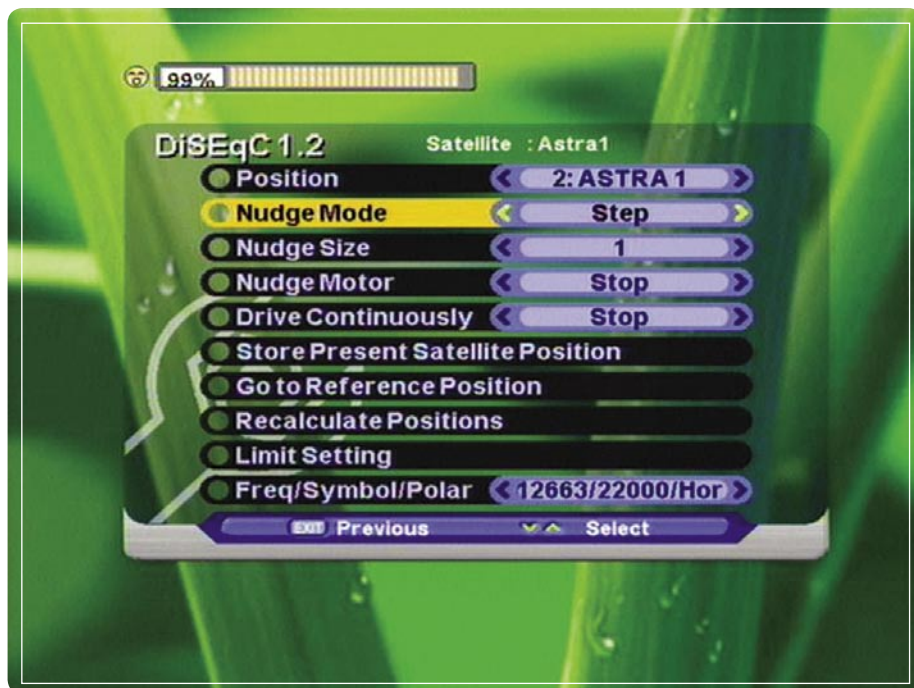 99%
DiSEqC 1.2 Satellite : Astra1
Position 2: ASTRA 1
Nudge Mode Step
Nudge Size 1
Nudge Motor Stop
Drive Continuously Stop
Store Present Satellite Position
Go to Reference Position
Recalculate Positions
Limit Setting
Freq/Symbol/Polar 12663/22000/Hor
EXIT Previous Select